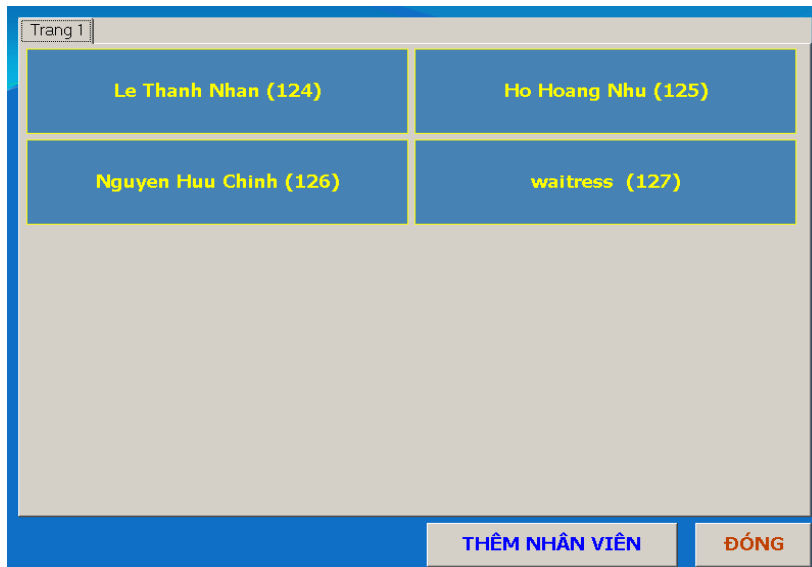 Trang 1
Le Thanh Nhan (124)
Ho Hoang Nhu (125)
Nguyen Huu Chinh (126)
waitress (127)
THÊM NHÂN VIÊN
ĐÓNG